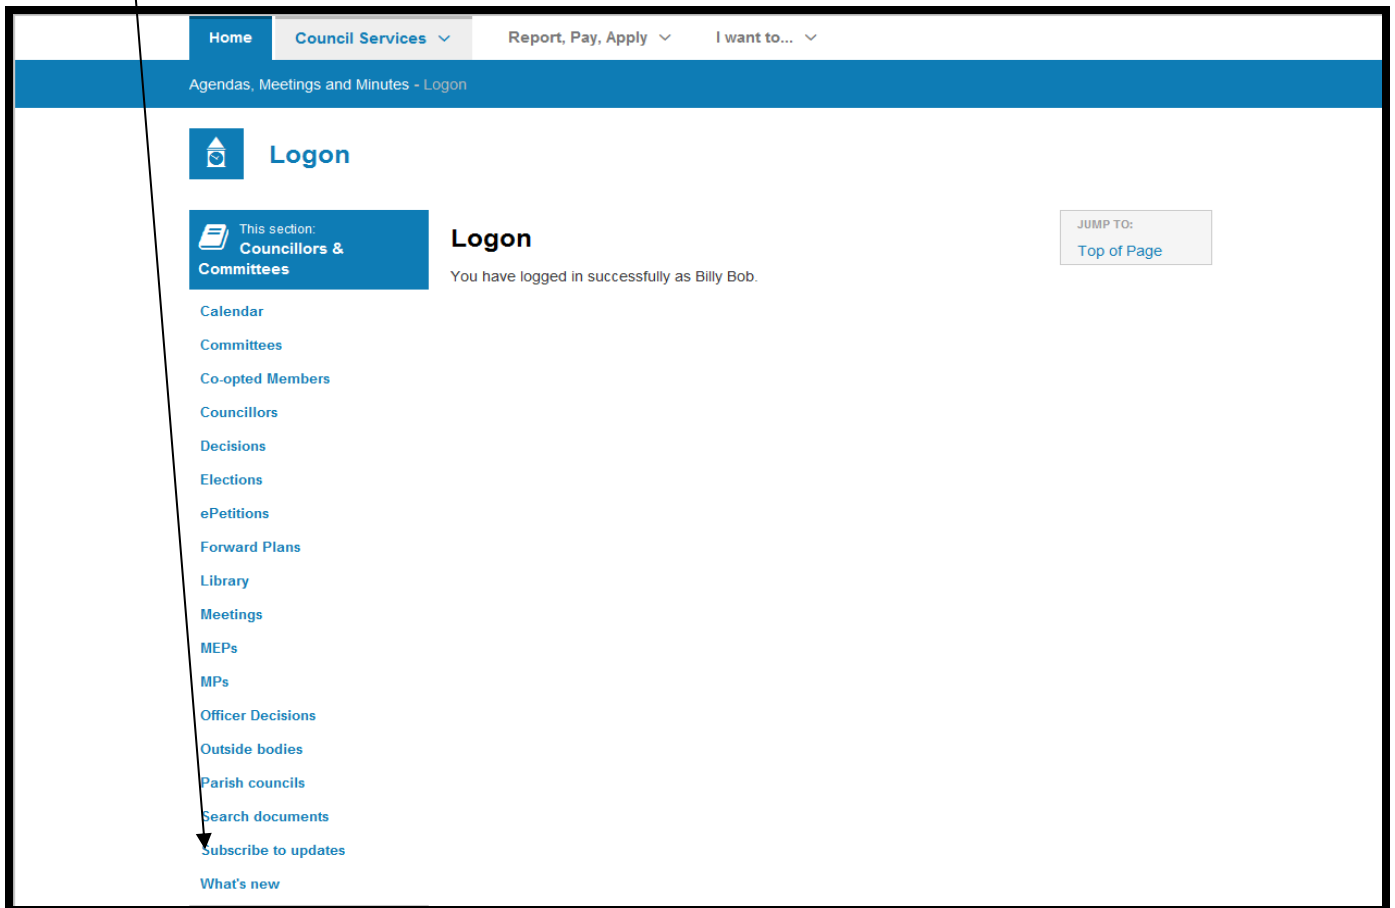 Home Council Services Report, Pay, Apply I want to...
Agendas, Meetings and Minutes - Logon
Logon
This section:
Councillors &
Committees
Calendar
Committees
Co-opted Members
Councillors
Decisions
Elections
ePetitions
Forward Plans
Library
Meetings
MEPs
MPs
Officer Decisions
Outside bodies
Parish councils
Search documents
Subscribe to updates
What's new
Logon
You have logged in successfully as Billy Bob.
JUMP TO:
Top of Page